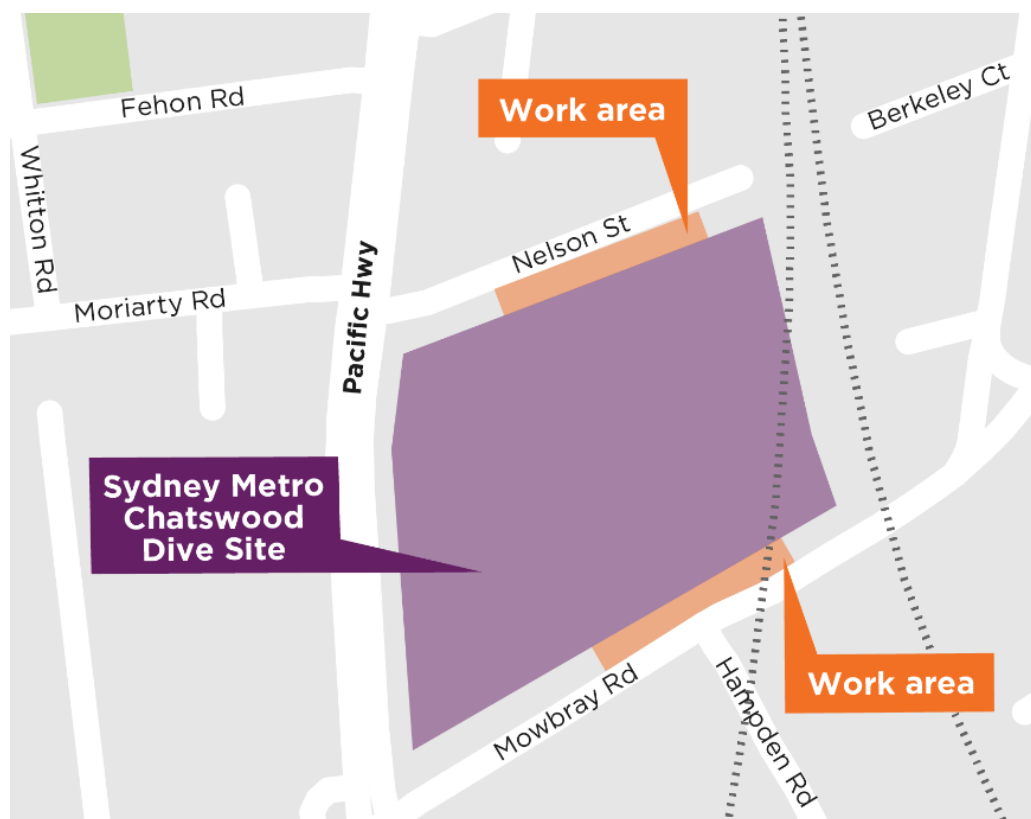 Fehon Rd
Work area
Berkeley Ct
Whitton Rd
Nelson St
Moriarty Rd
Pacific Hwy
Sydney Metro
Chatswood
Dive Site
Mowbray Rd
Hampden Rd
Work area